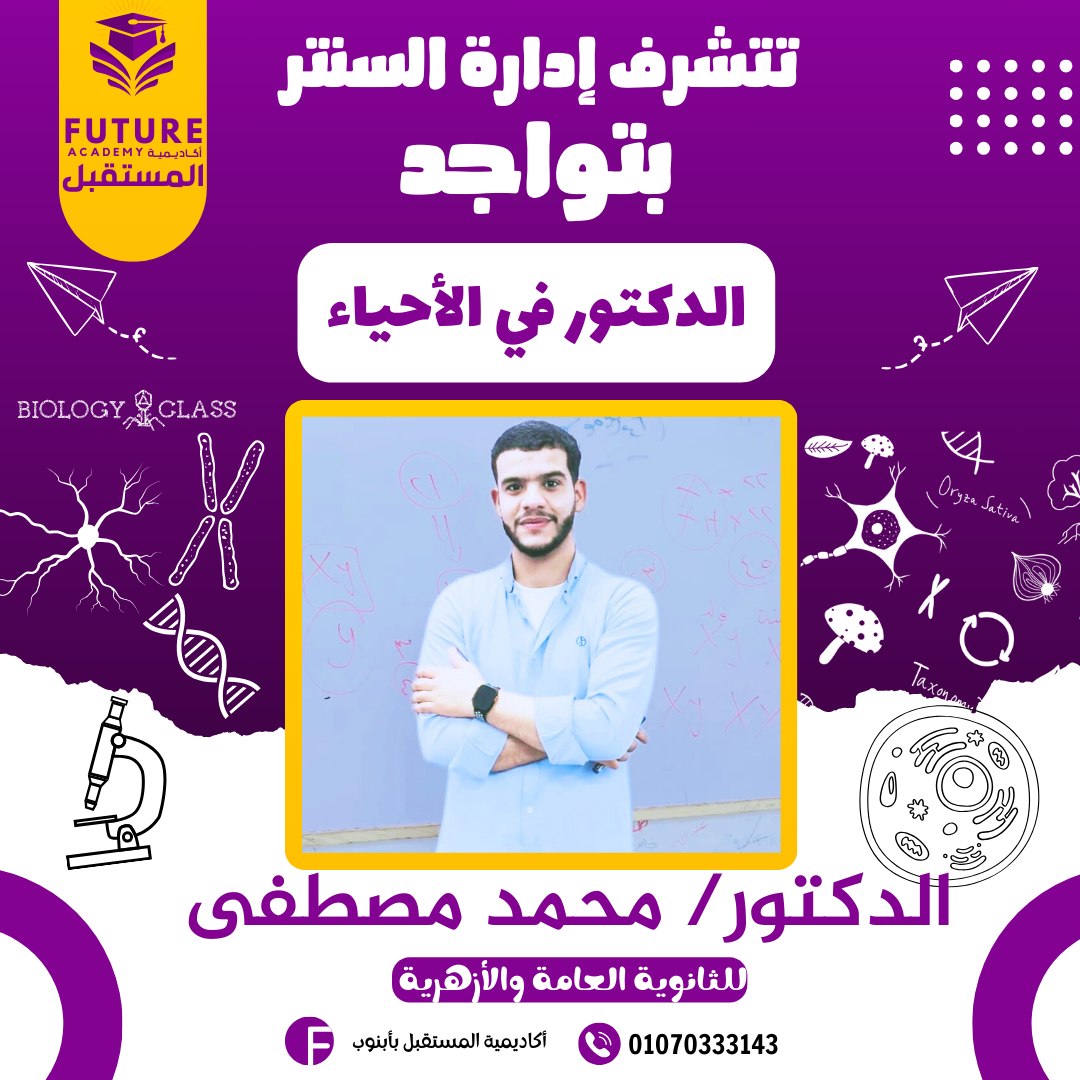 FUTURE
ACADEMY أكاديمية
المستقبل
تتشرف إدارة السنتر
بتواجد
الدكتور في الأحياء
BIOLOGY CLASS
Oryza Sativa
Taxonomy
الدكتور/ محمد مصطفى
للثانوية العامة والأزهرية
أكاديمية المستقبل بأبنوب
01070333143